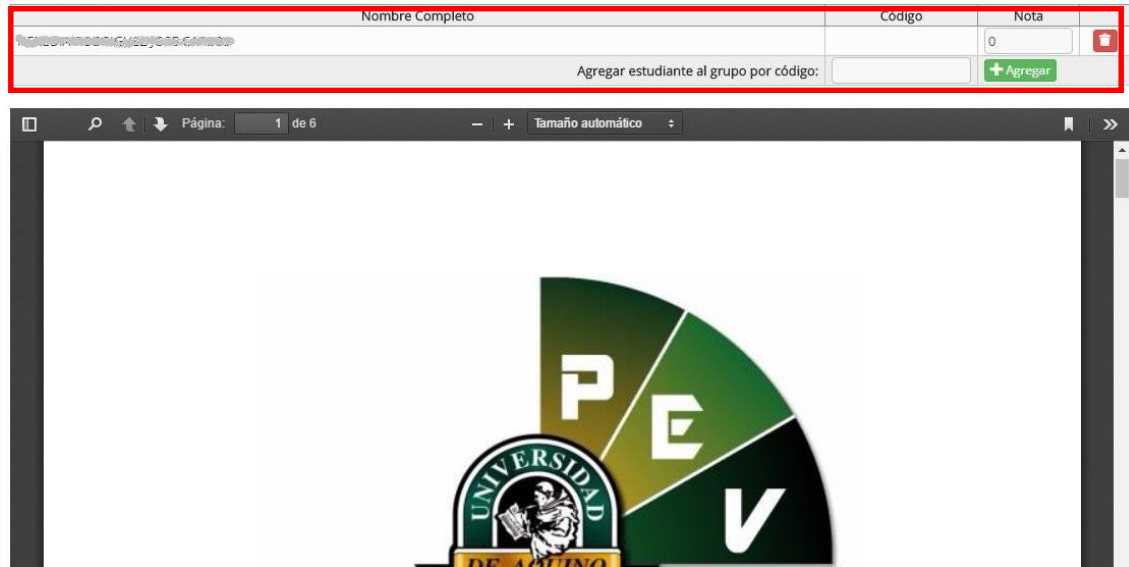 Nombre Completo Código Nota
0
Agregar estudiante al grupo por código: Agregar
Página: 1 de 6 Tamaño automático
P
E
V
UNIVERSIDAD
DE AQUINO